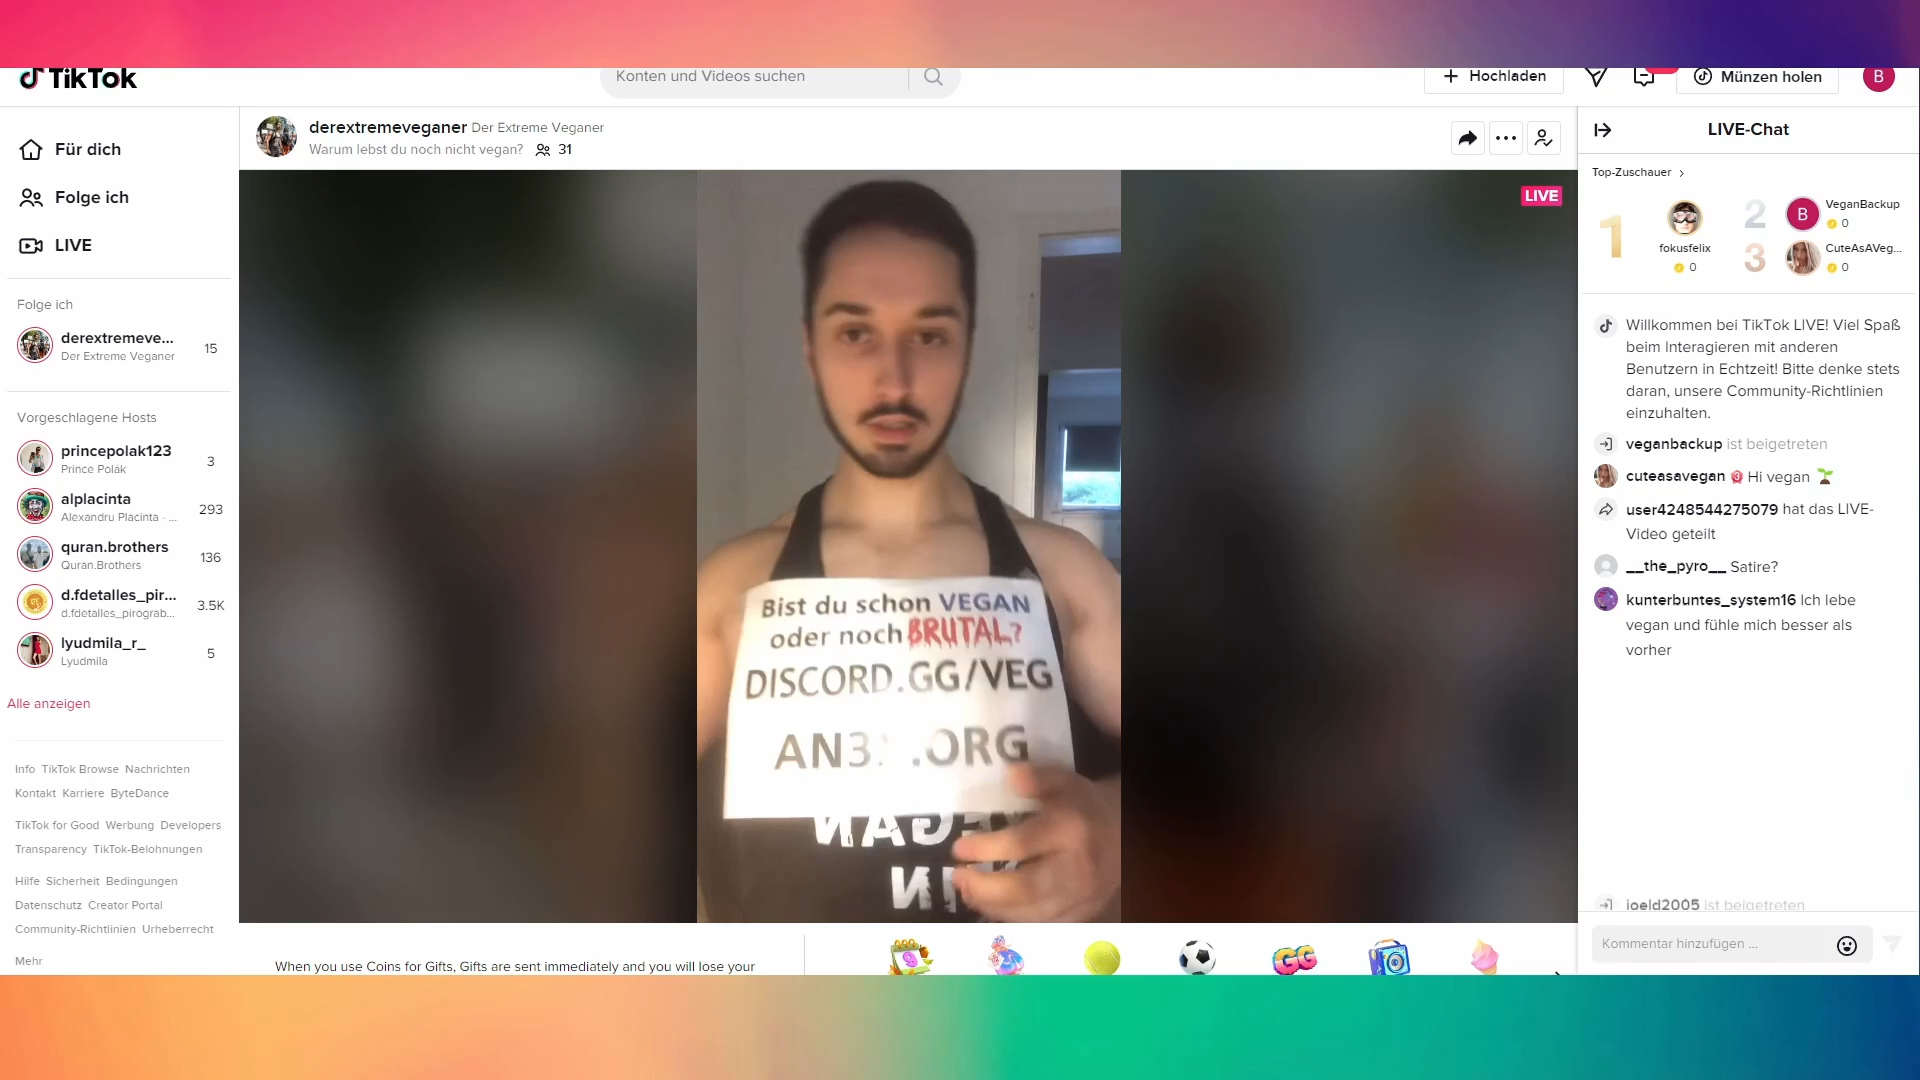 TikTok
Konten und Videos suchen
Hochladen
Münzen holen
B
Für dich
Folge ich
LIVE
Folge ich
derextremeve...
Der Extreme Veganer
15
Vorgeschlagene Hosts
princepolak123
Prince Polák
3
alplacinta
Alexandru Placinta - ...
293
quran.brothers
Quran.Brothers
136
d.fdetalles_pir...
d.fdetalles_pirograb...
3.5K
lyudmila_r_
Lyudmila
5
Alle anzeigen
Info TikTok Browse Nachrichten
Kontakt Karriere ByteDance
TikTok for Good Werbung Developers
Transparency TikTok-Belohnungen
Hilfe Sicherheit Bedingungen
Datenschutz Creator Portal
Community-Richtlinien Urheberrecht
Mehr
derextremeveganer Der Extreme Veganer
Warum lebst du noch nicht vegan? 31
LIVE
Bist du schon VEGAN
oder noch BRUTAL?
DISCORD.GG/VEG
.ORG
VEGAN
When you use Coins for Gifts, Gifts are sent immediately and you will lose your
9
GG
LIVE-Chat
Top-Zuschauer
1
fokusfelix
0
2
B
VeganBackup
0
3
CuteAsAVeg...
0
Willkommen bei TikTok LIVE! Viel Spaß
beim Interagieren mit anderen
Benutzern in Echtzeit! Bitte denke stets
daran, unsere Community-Richtlinien
einzuhalten.
veganbackup ist beigetreten
cuteasavegan 3 Hi vegan
user4248544275079 hat das LIVE-
Video geteilt
__the_pyro__ Satire?
kunterbuntes_system16 Ich lebe
vegan und fühle mich besser als
vorher
joeld2005 ist beigetreten
Kommentar hinzufügen ...